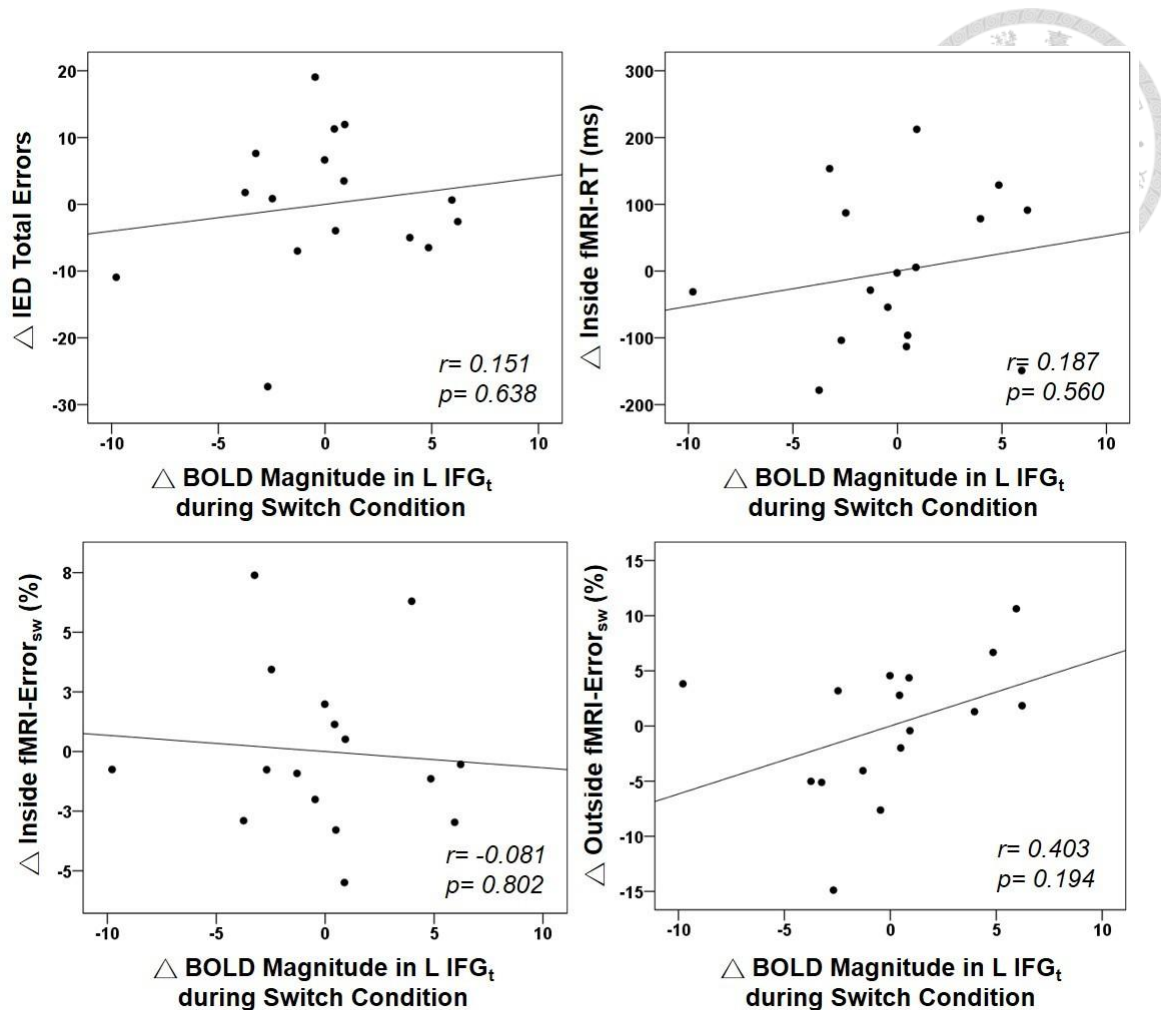 △ IED Total Errors
20
10
0
-10
-20
-30
r= 0.151
p= 0.638
-10 -5 0 5 10
△ BOLD Magnitude in L IFGt
during Switch Condition
△ Inside fMRI-RT (ms)
300
200
100
0
-100
-200
r= 0.187
p= 0.560
-10 -5 0 5 10
△ BOLD Magnitude in L IFGt
during Switch Condition
△ Inside fMRI-Errorsw (%)
8
5
3
0
-3
-5
r= -0.081
p= 0.802
-10 -5 0 5 10
△ BOLD Magnitude in L IFGt
during Switch Condition
△ Outside fMRI-Errorsw (%)
15
10
5
0
-5
-10
-15
r= 0.403
p= 0.194
-10 -5 0 5 10
△ BOLD Magnitude in L IFGt
during Switch Condition